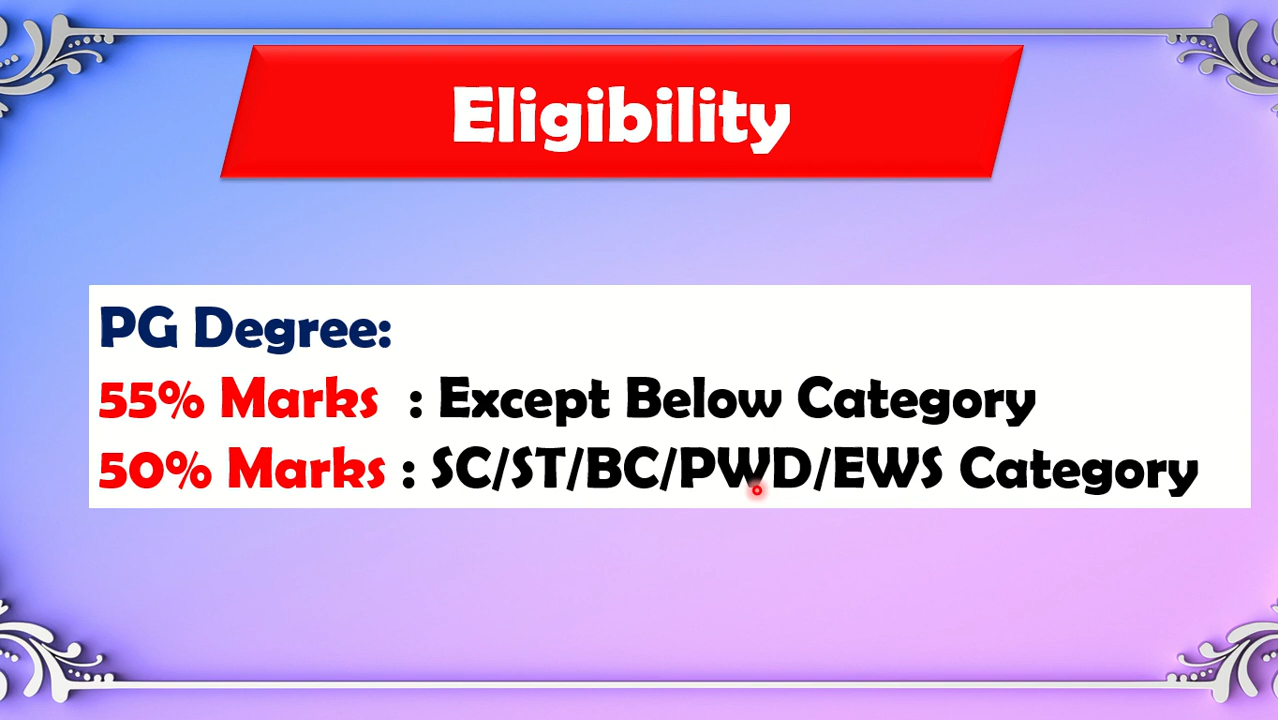 Eligibility
PG Degree:
55% Marks : Except Below Category
50% Marks : SC/ST/BC/PWD/EWS Category